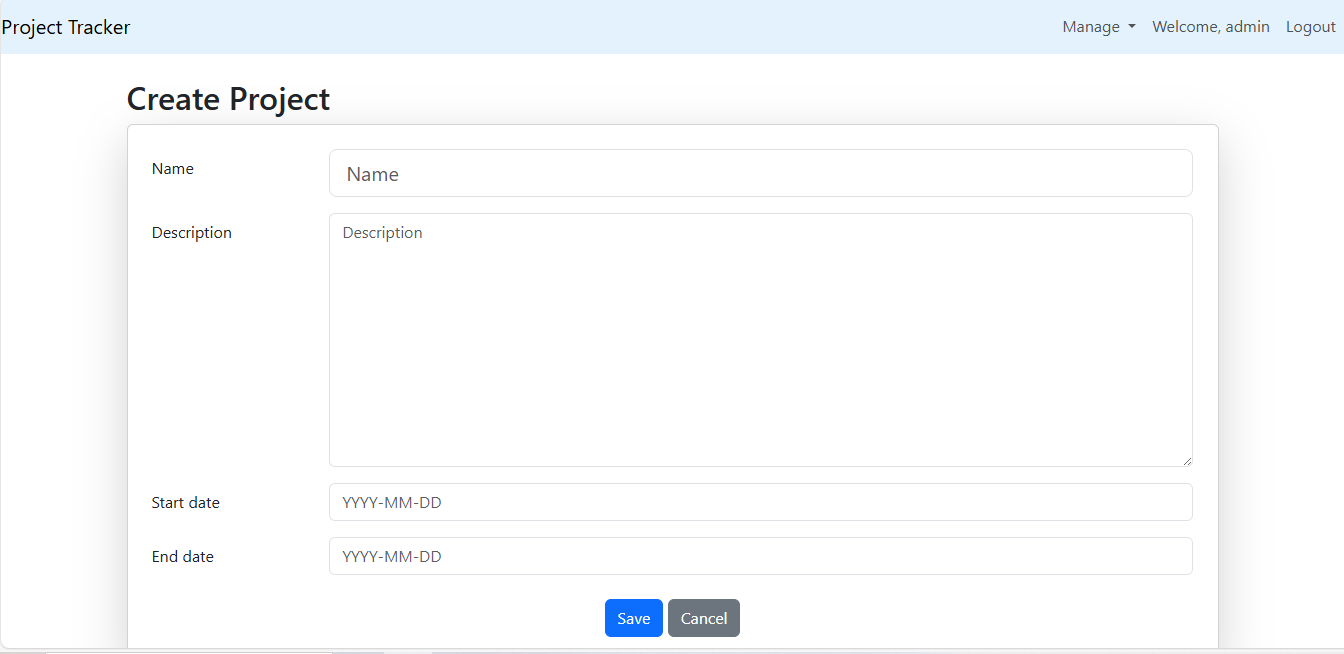 Project Tracker Manage Welcome, admin Logout
Create Project
Name Name
Description Description
Start date YYYY-MM-DD
End date YYYY-MM-DD
Save Cancel